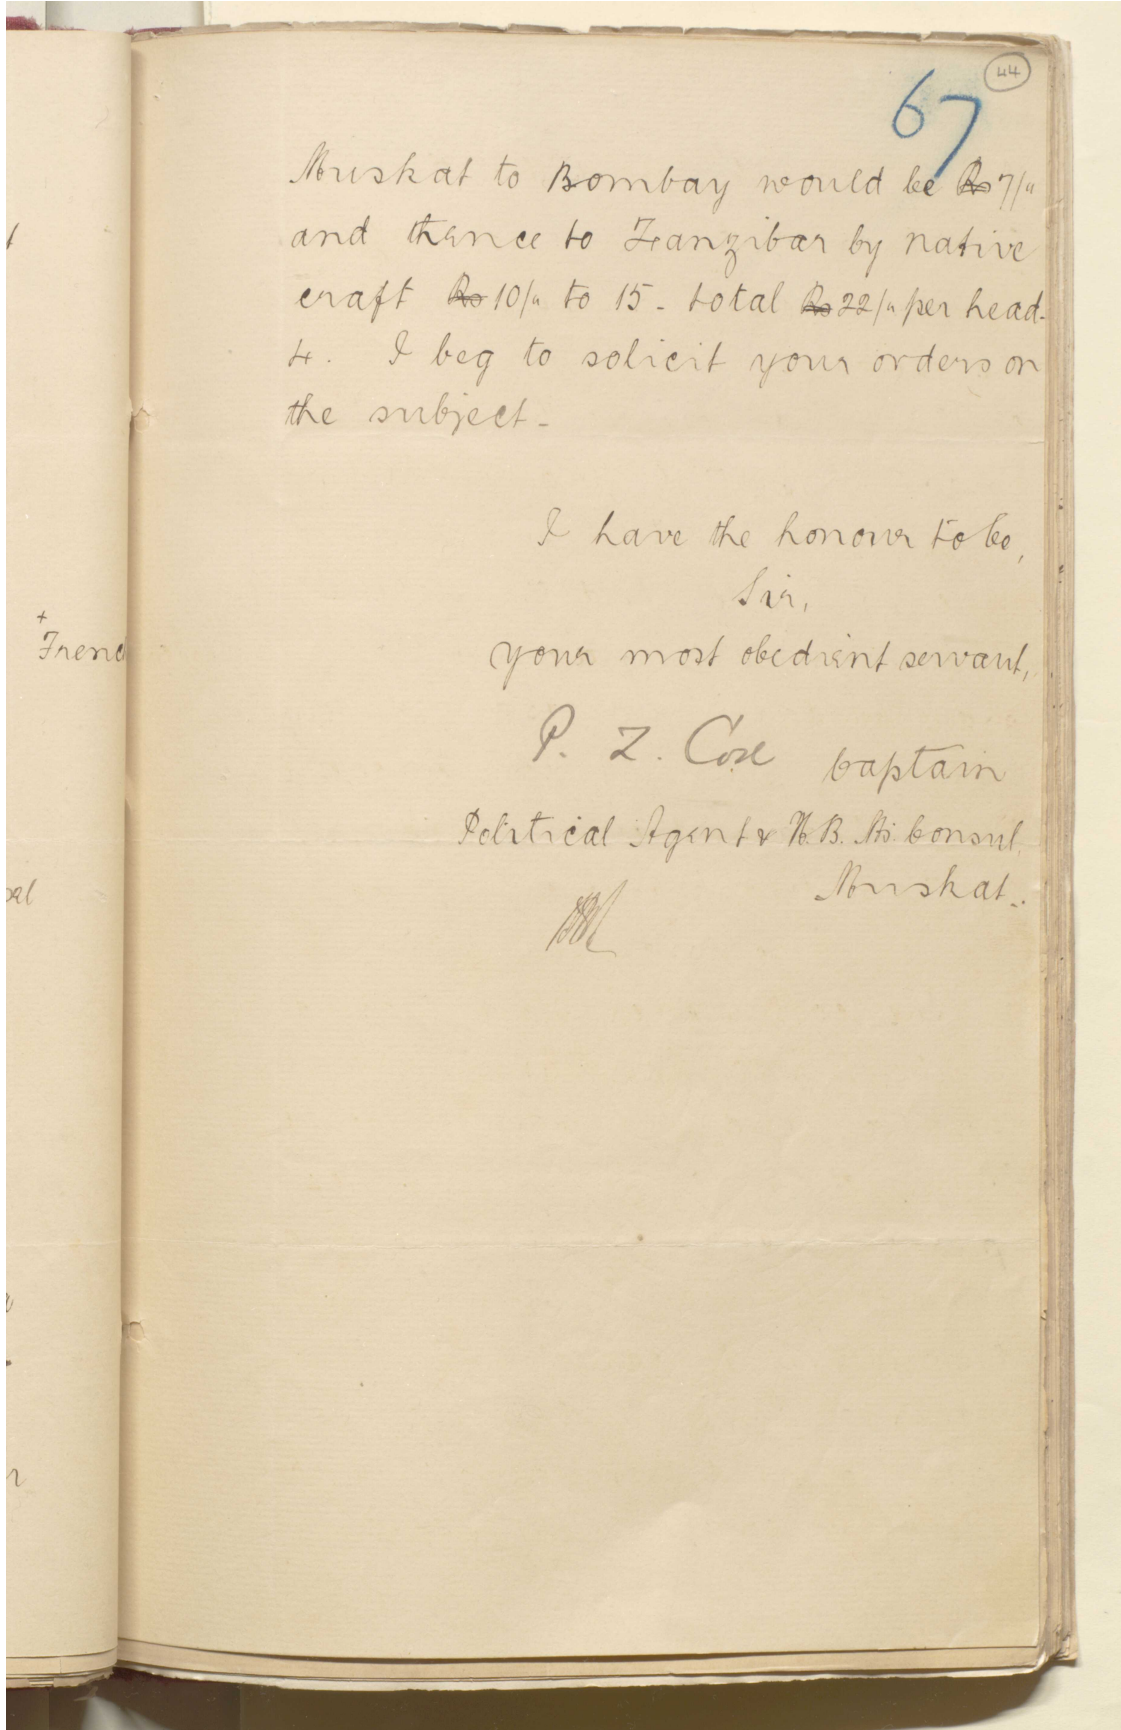 44
67
Muskat to Bombay would be Rs 7/"
and thence to Zanzibar by native
craft Rs 10/" to 15 - total Rs 22/" per head -
4. I beg to solicit your orders on
the subject -
I have the honour to be,
Sir,
your most obedient servant,
P. Z. Cox Captain
Political Agent & H. B. M's. Consul,
Muskat.
+
Frenc